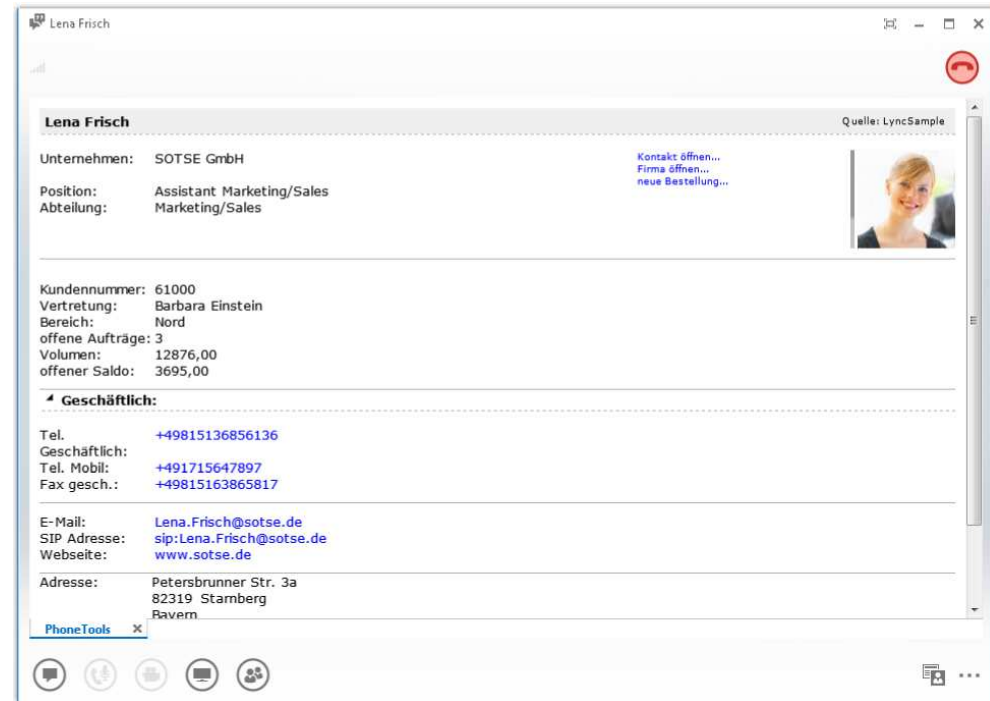 Lena Frisch
Lena Frisch
Quelle: LyncSample
Unternehmen: SOTSE GmbH
Kontakt öffnen...
Firma öffnen...
neue Bestellung...
Position: Assistant Marketing/Sales
Abteilung: Marketing/Sales
Kundennummer: 61000
Vertretung: Barbara Einstein
Bereich: Nord
offene Aufträge: 3
Volumen: 12876,00
offener Saldo: 3695,00
Geschäftlich:
Tel. Geschäftlich: +49815136856136
Tel. Mobil: +491715647897
Fax gesch.: +49815163865817
E-Mail: Lena.Frisch@sotse.de
SIP Adresse: sip:Lena.Frisch@sotse.de
Webseite: www.sotse.de
Adresse: Petersbrunner Str. 3a
82319 Starnberg
Bayern
PhoneTools